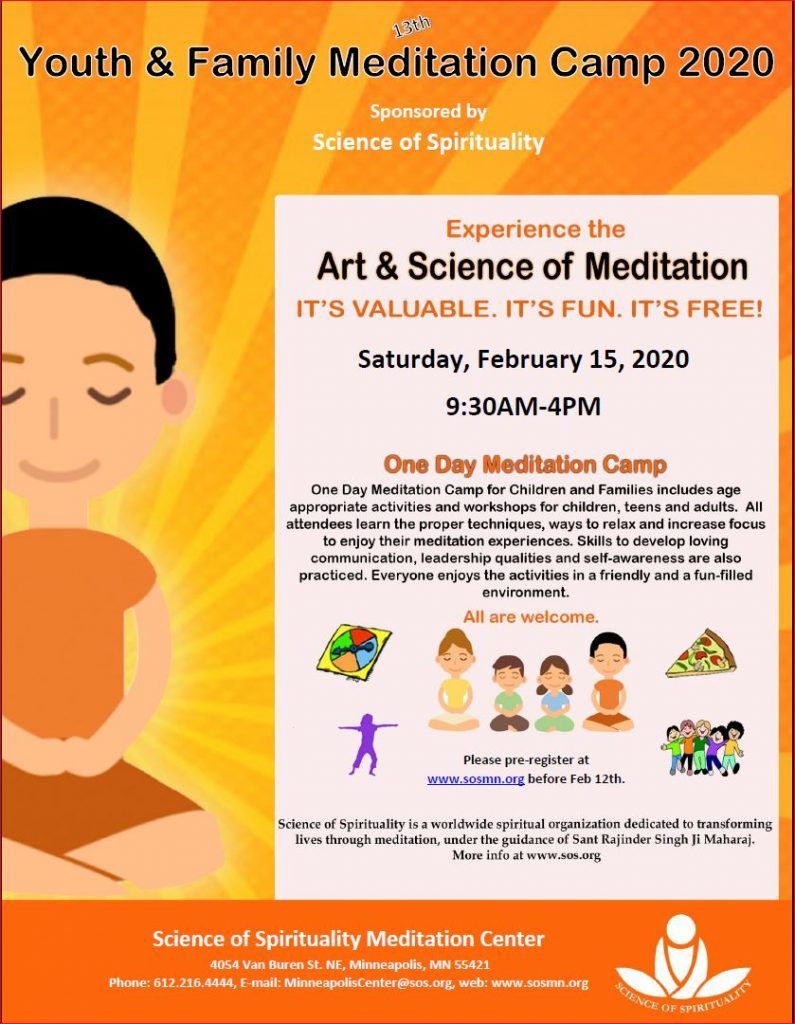 13th
Youth & Family Meditation Camp 2020
Sponsored by
Science of Spirituality
Experience the
Art & Science of Meditation
IT'S VALUABLE. IT'S FUN. IT'S FREE!
Saturday, February 15, 2020
9:30AM-4PM
One Day Meditation Camp
One Day Meditation Camp for Children and Families includes age
appropriate activities and workshops for children, teens and adults. All
attendees learn the proper techniques, ways to relax and increase focus
to enjoy their meditation experiences. Skills to develop loving
communication, leadership qualities and self-awareness are also
practiced. Everyone enjoys the activities in a friendly and a fun-filled
environment.
All are welcome.
Please pre-register at
www.sosmn.org before Feb 12th.
Science of Spirituality is a worldwide spiritual organization dedicated to transforming
lives through meditation, under the guidance of Sant Rajinder Singh Ji Maharaj.
More info at www.sos.org
Science of Spirituality Meditation Center
4054 Van Buren St. NE, Minneapolis, MN 55421
Phone: 612.216.4444, E-mail: MinneapolisCenter@sos.org, web: www.sosmn.org
SCIENCE OF SPIRITUALITY